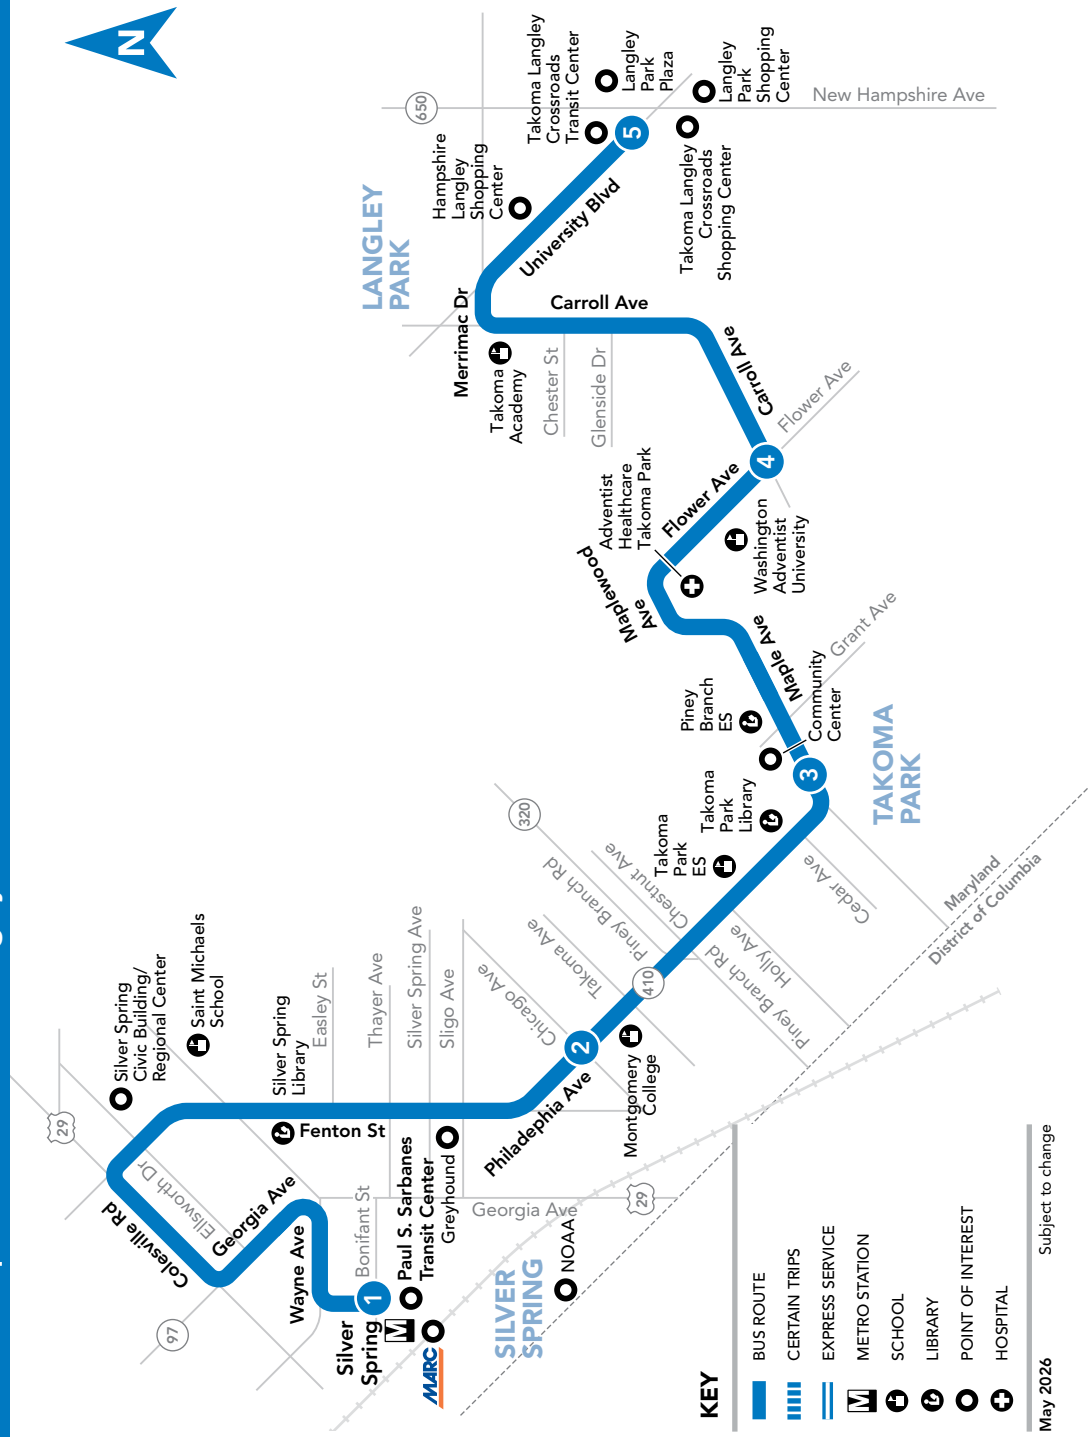 N
LANGLEY
PARK
TAKOMA
PARK
SILVER
SPRING
650
New Hampshire Ave
Takoma Langley
Crossroads
Transit Center
Langley
Park
Plaza
Langley
Park
Shopping
Center
Hampshire
Langley
Shopping
Center
5
Takoma Langley
Crossroads
Shopping Center
University Blvd
Merrimac Dr
Carroll Ave
Takoma
Academy
Chester St
Glenside Dr
Carroll Ave
Flower Ave
4
Flower Ave
Adventist
Healthcare
Takoma Park
Washington
Adventist
University
Maplewood
Ave
Maple Ave
Grant Ave
Piney
Branch
ES
Community
Center
3
Takoma
Park
Library
Takoma
Park
ES
320
Piney Branch Rd
Chestnut Ave
Cedar Ave
Holly Ave
Piney Branch Rd
Maryland
District of Columbia
410
Takoma Ave
Chicago Ave
2
Montgomery
College
Philadephia Ave
Silver Spring
Civic Building/
Regional Center
Saint Michaels
School
Silver Spring
Library
Easley St
Thayer Ave
Silver Spring Ave
Sligo Ave
Fenton St
29
Ellsworth Dr
Colesville Rd
Georgia Ave
Wayne Ave
Bonifant St
Georgia Ave
29
97
1
Silver
Spring
Paul S. Sarbanes
Transit Center
Greyhound
M
MARC
NOAA
KEY
BUS ROUTE
CERTAIN TRIPS
EXPRESS SERVICE
M
METRO STATION
SCHOOL
LIBRARY
POINT OF INTEREST
HOSPITAL
May 2026
Subject to change